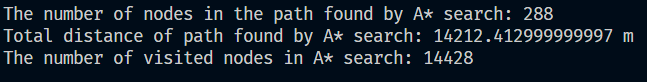 The number of nodes in the path found by A* search: 288
Total distance of path found by A* search: 14212.412999999997 m
The number of visited nodes in A* search: 14428